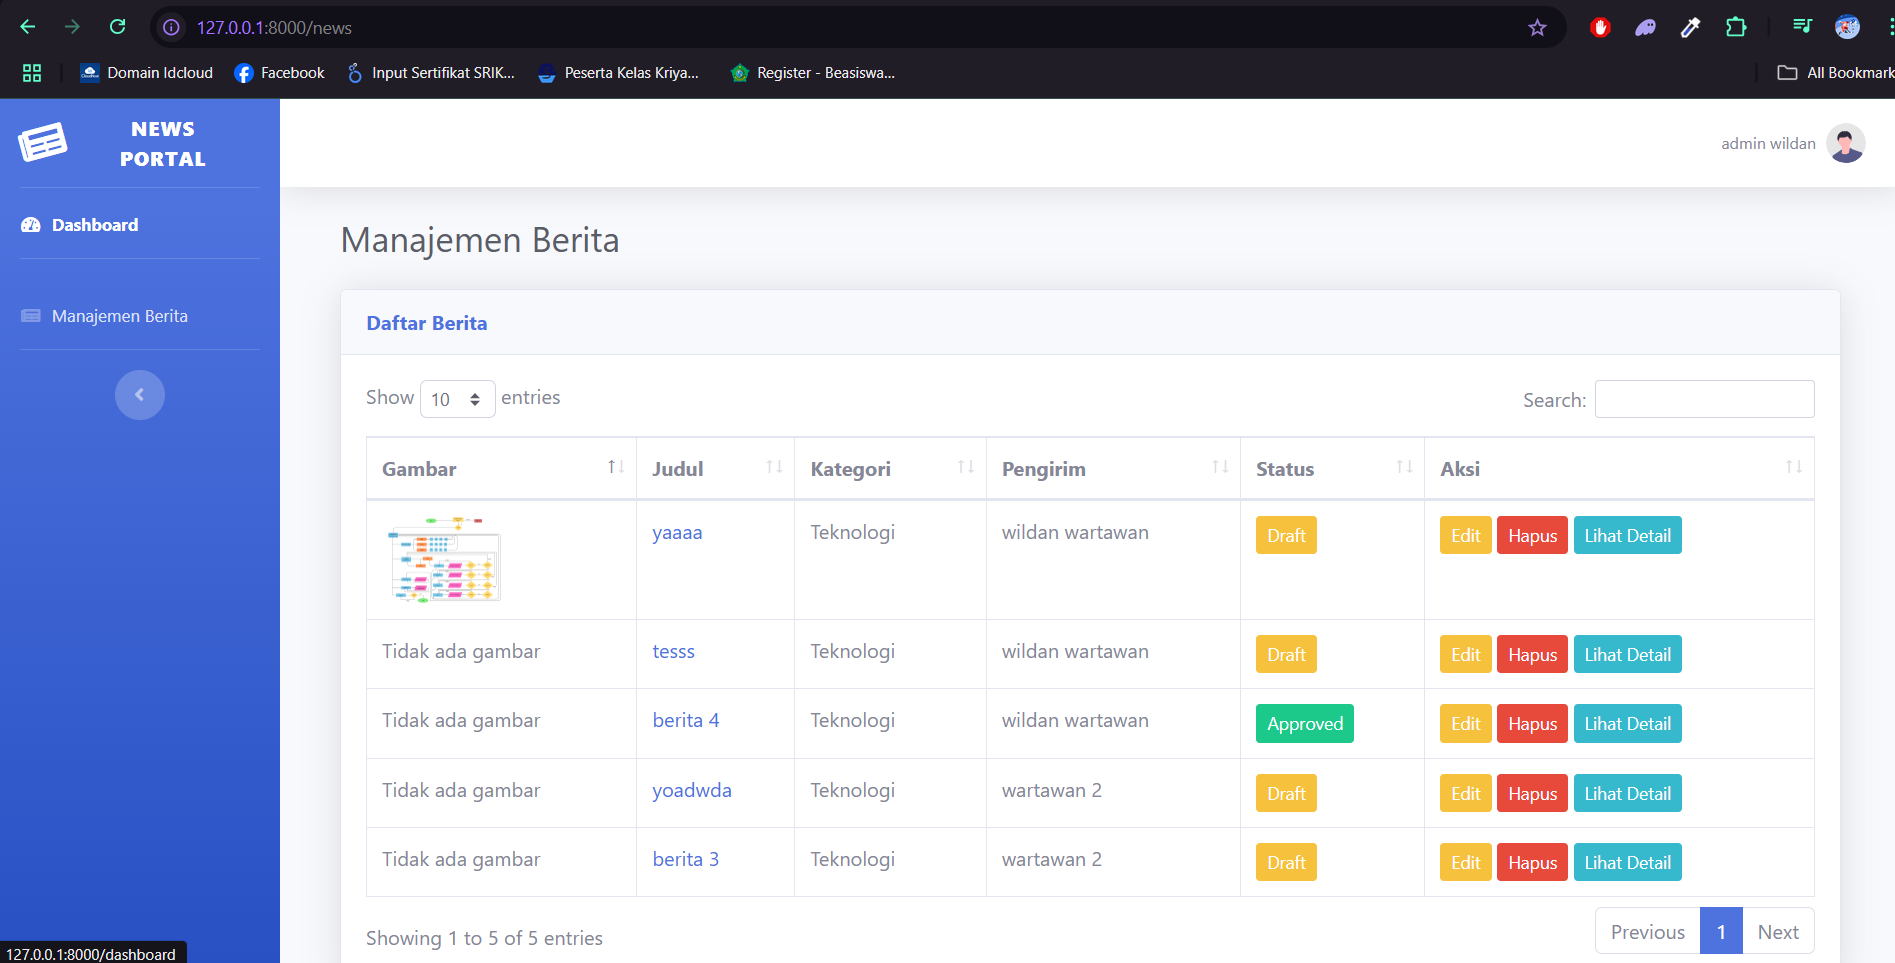 127.0.0.1:8000/news
Domain Idcloud
Facebook
Input Sertifikat SRIK...
Peserta Kelas Kriya...
Register - Beasiswa...
All Bookmark
NEWS
PORTAL
admin wildan
Dashboard
Manajemen Berita
Manajemen Berita
Daftar Berita
Show 10 entries
Search:
Gambar Judul Kategori Pengirim Status Aksi
yaaaa Teknologi wildan wartawan Draft Edit Hapus Lihat Detail
Tidak ada gambar tesss Teknologi wildan wartawan Draft Edit Hapus Lihat Detail
Tidak ada gambar berita 4 Teknologi wildan wartawan Approved Edit Hapus Lihat Detail
Tidak ada gambar yoadwda Teknologi wartawan 2 Draft Edit Hapus Lihat Detail
Tidak ada gambar berita 3 Teknologi wartawan 2 Draft Edit Hapus Lihat Detail
Showing 1 to 5 of 5 entries
Previous 1 Next
127.0.0.1:8000/dashboard